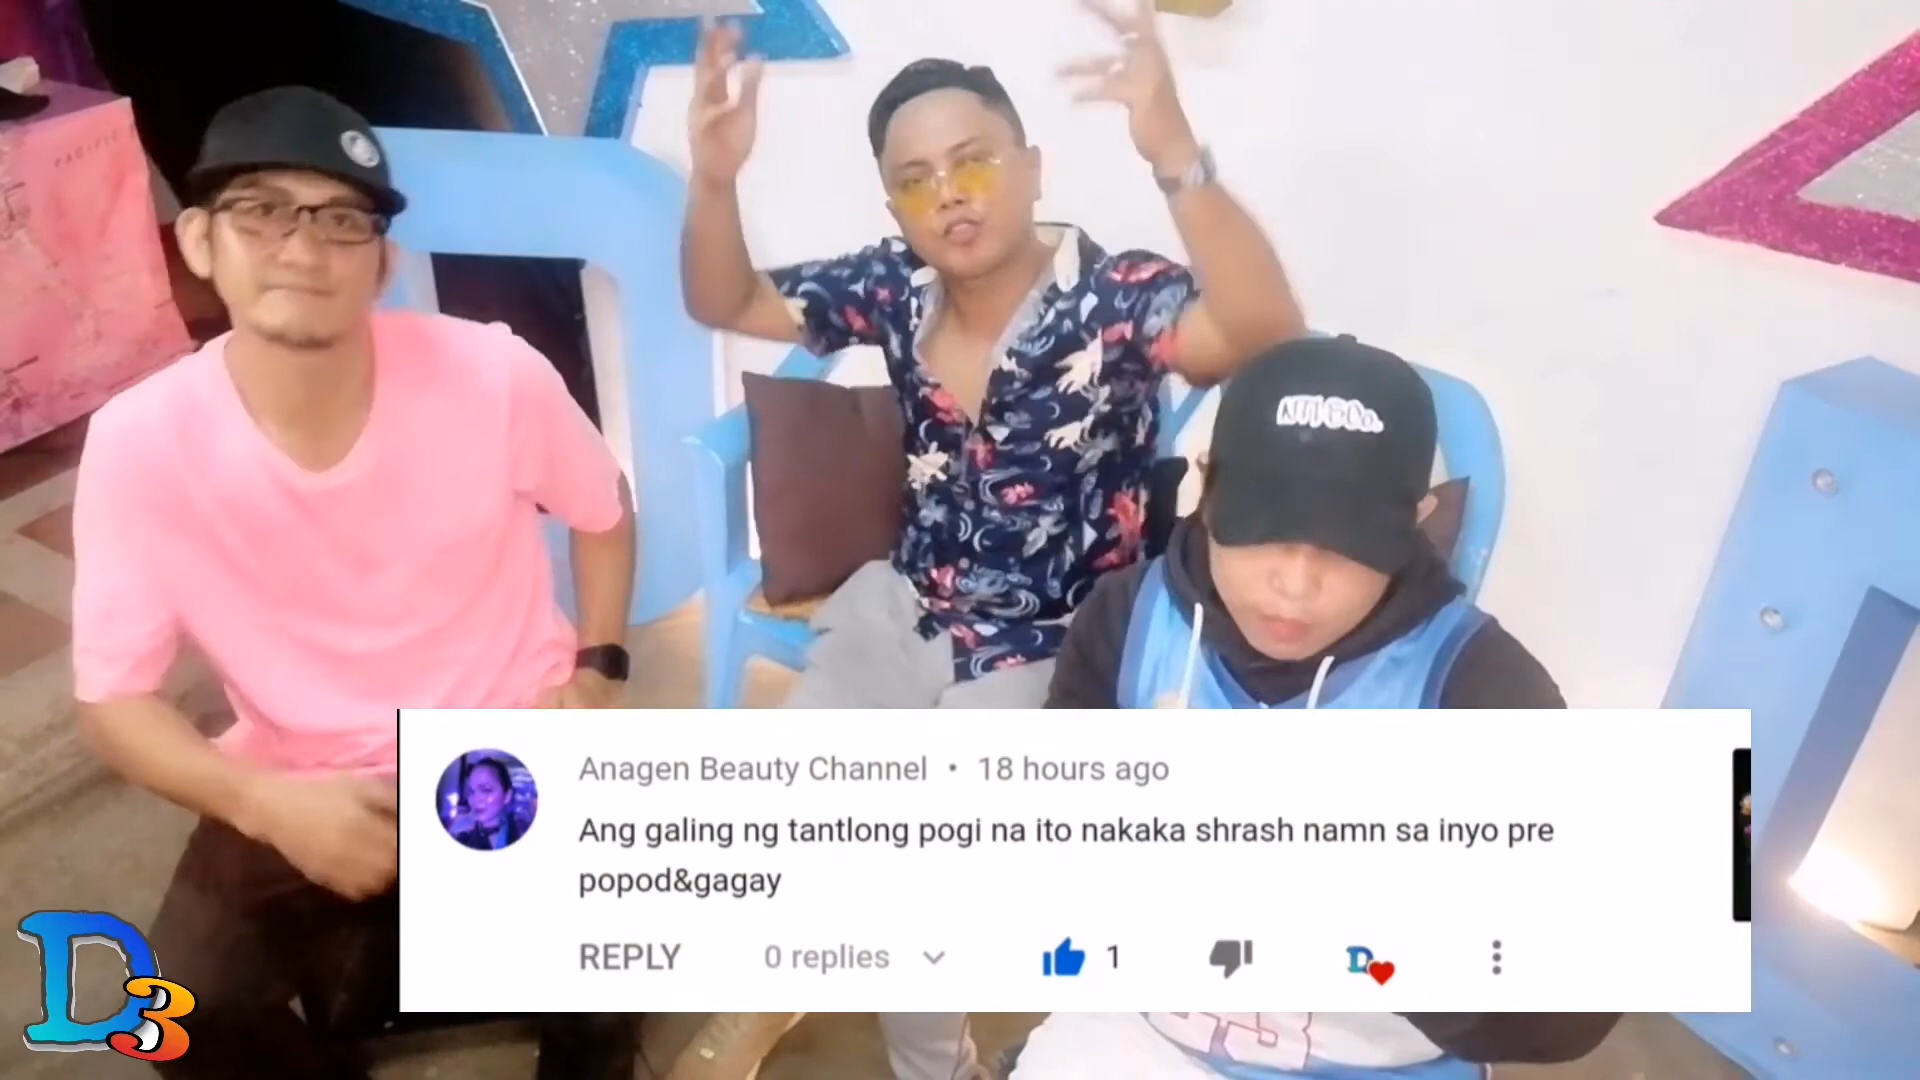 PACIFIC
Anagen Beauty Channel • 18 hours ago
Ang galing ng tantlong pogi na ito nakaka shrash namn sa inyo pre
popod&gagay
REPLY 0 replies 1
D
D3